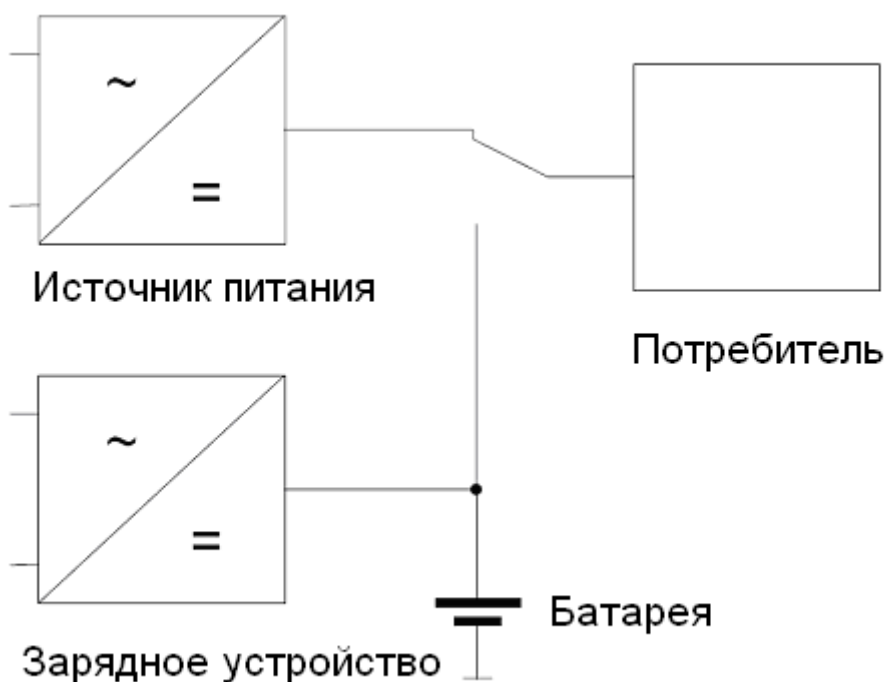 ~
=
Источник питания
Потребитель
~
=
Батарея
Зарядное устройство